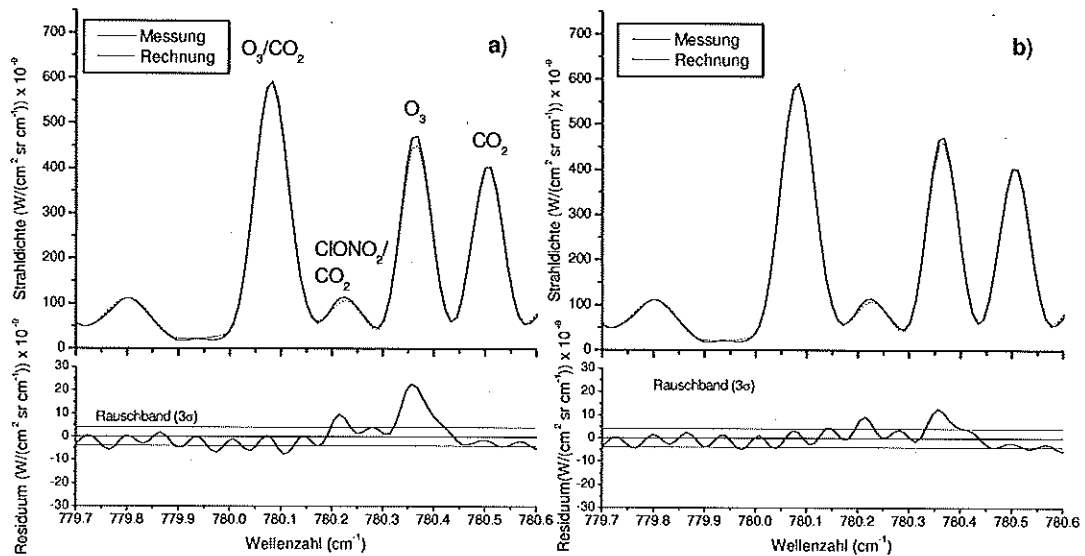 a)
Messung
Rechnung
O₃/CO₂
O₃
CO₂
ClONO₂/
CO₂
Strahldichte (W/(cm² sr cm⁻¹)) x 10⁻⁹
700
600
500
400
300
200
100
0
Residuum (W/(cm² sr cm⁻¹)) x 10⁻⁹
30
20
10
0
-10
-20
-30
Rauschband (3σ)
779.7 779.8 779.9 780.0 780.1 780.2 780.3 780.4 780.5 780.6
Wellenzahl (cm⁻¹)
b)
Messung
Rechnung
Strahldichte (W/(cm² sr cm⁻¹)) x 10⁻⁹
700
600
500
400
300
200
100
0
Residuum(W/(cm² sr cm⁻¹)) x 10⁻⁹
30
20
10
0
-10
-20
-30
Rauschband (3σ)
779.7 779.8 779.9 780.0 780.1 780.2 780.3 780.4 780.5 780.6
Wellenzahl (cm⁻¹)